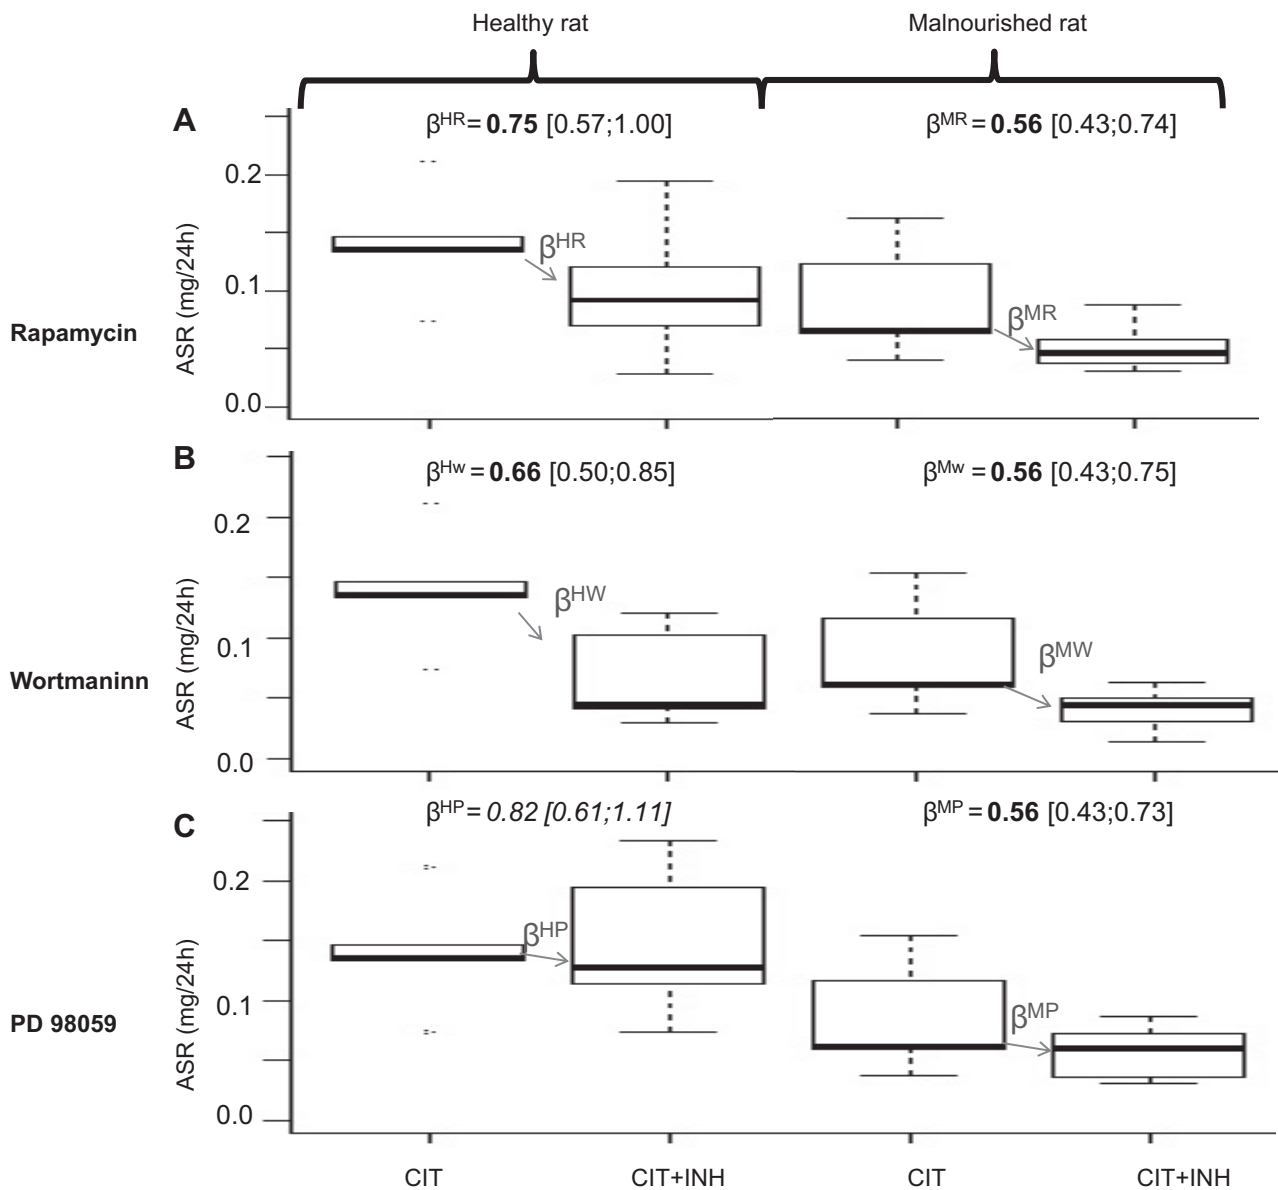 Healthy rat Malnourished rat
A β^HR = 0.75 [0.57;1.00] β^MR = 0.56 [0.43;0.74]
0.2
β^HR
0.1
β^MR
0.0
ASR (mg/24h)
Rapamycin
B β^Hw = 0.66 [0.50;0.85] β^Mw = 0.56 [0.43;0.75]
0.2
β^HW
0.1
β^MW
0.0
ASR (mg/24h)
Wortmaninn
C β^HP = 0.82 [0.61;1.11] β^MP = 0.56 [0.43;0.73]
0.2
β^HP
0.1
β^MP
0.0
ASR (mg/24h)
PD 98059
CIT CIT+INH CIT CIT+INH